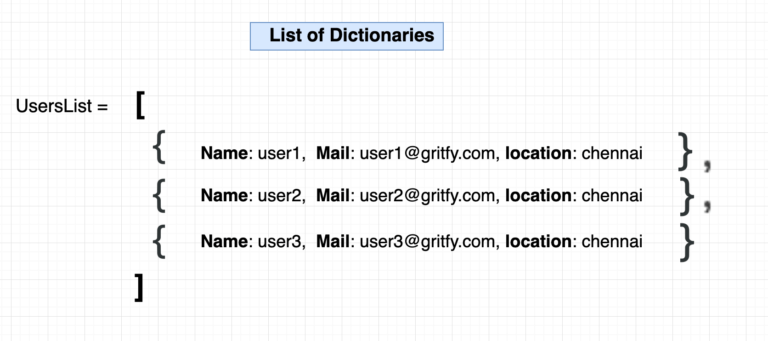 List of Dictionaries
UsersList = [
{ Name: user1, Mail: user1@gritfy.com, location: chennai } ,
{ Name: user2, Mail: user2@gritfy.com, location: chennai } ,
{ Name: user3, Mail: user3@gritfy.com, location: chennai }
]